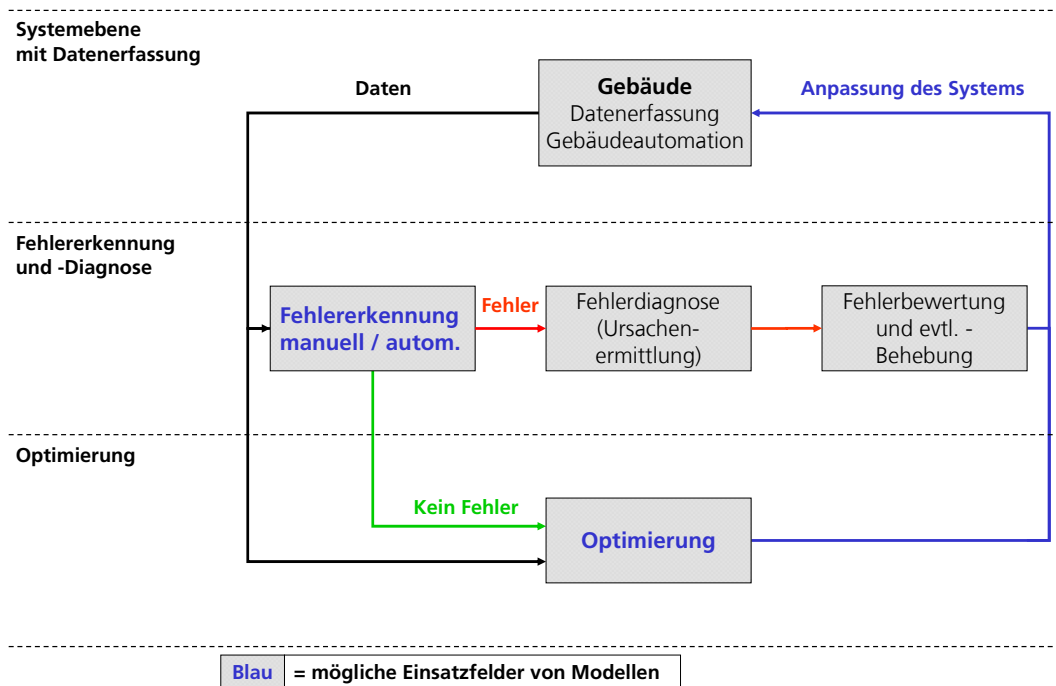 Systemebene
mit Datenerfassung
Daten
Gebäude
Datenerfassung
Gebäudeautomation
Anpassung des Systems
Fehlererkennung
und -Diagnose
Fehlererkennung
manuell / autom.
Fehler
Fehlerdiagnose
(Ursachen-
ermittlung)
Fehlerbewertung
und evtl. -
Behebung
Optimierung
Kein Fehler
Optimierung
Blau = mögliche Einsatzfelder von Modellen